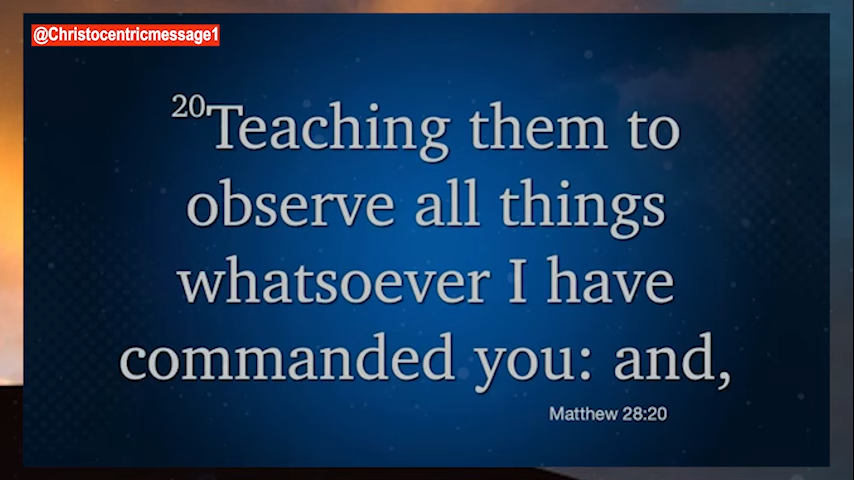 @Christocentricmessage1
20Teaching them to
observe all things
whatsoever I have
commanded you: and,
Matthew 28:20